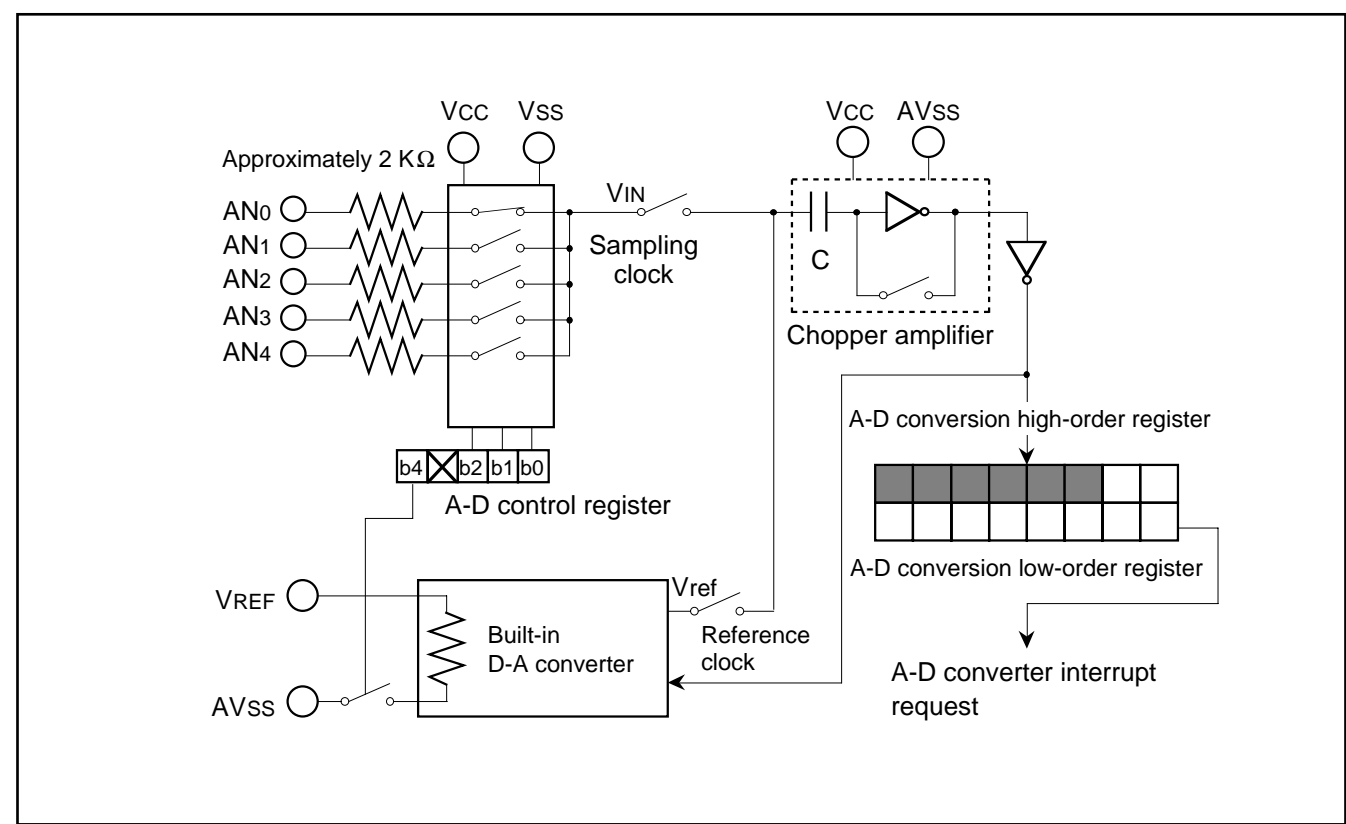 VCC VSS
VCC AVSS
Approximately 2 KΩ
AN0
AN1
AN2
AN3
AN4
VIN
Sampling
clock
C
Chopper amplifier
b4 b2 b1 b0
A-D control register
A-D conversion high-order register
A-D conversion low-order register
VREF
AVSS
Built-in
D-A converter
Vref
Reference
clock
A-D converter interrupt
request